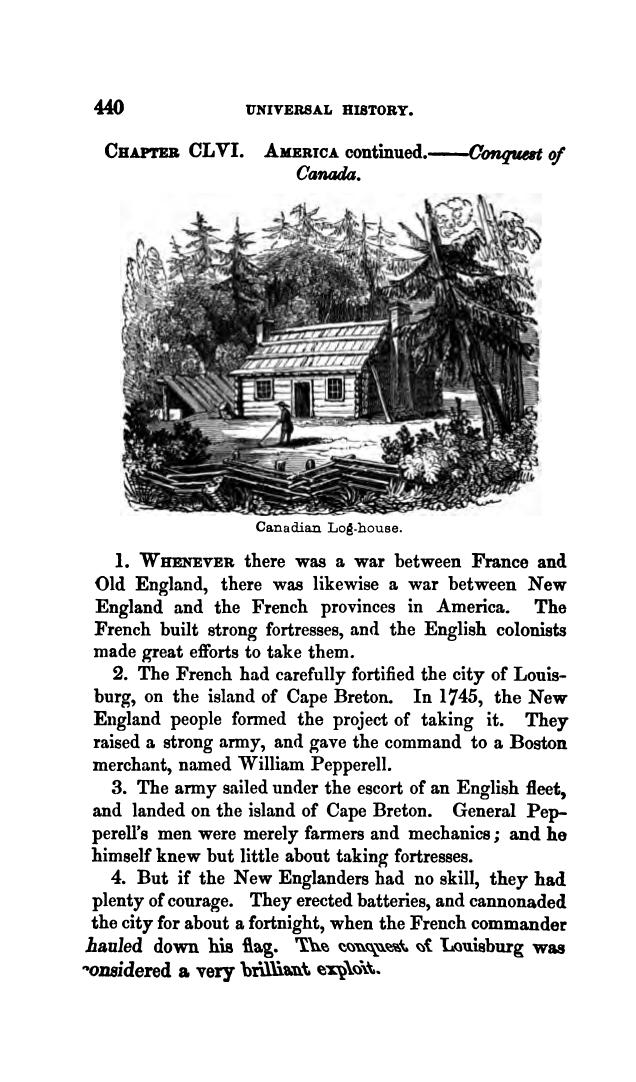 440 UNIVERSAL HISTORY.
CHAPTER CLVI. AMERICA continued.——Conquest of
Canada.
Canadian Log-house.
1. WHENEVER there was a war between France and
Old England, there was likewise a war between New
England and the French provinces in America. The
French built strong fortresses, and the English colonists
made great efforts to take them.
2. The French had carefully fortified the city of Louis-
burg, on the island of Cape Breton. In 1745, the New
England people formed the project of taking it. They
raised a strong army, and gave the command to a Boston
merchant, named William Pepperell.
3. The army sailed under the escort of an English fleet,
and landed on the island of Cape Breton. General Pep-
perell's men were merely farmers and mechanics; and he
himself knew but little about taking fortresses.
4. But if the New Englanders had no skill, they had
plenty of courage. They erected batteries, and cannonaded
the city for about a fortnight, when the French commander
hauled down his flag. The conquest of Louisburg was
considered a very brilliant exploit.